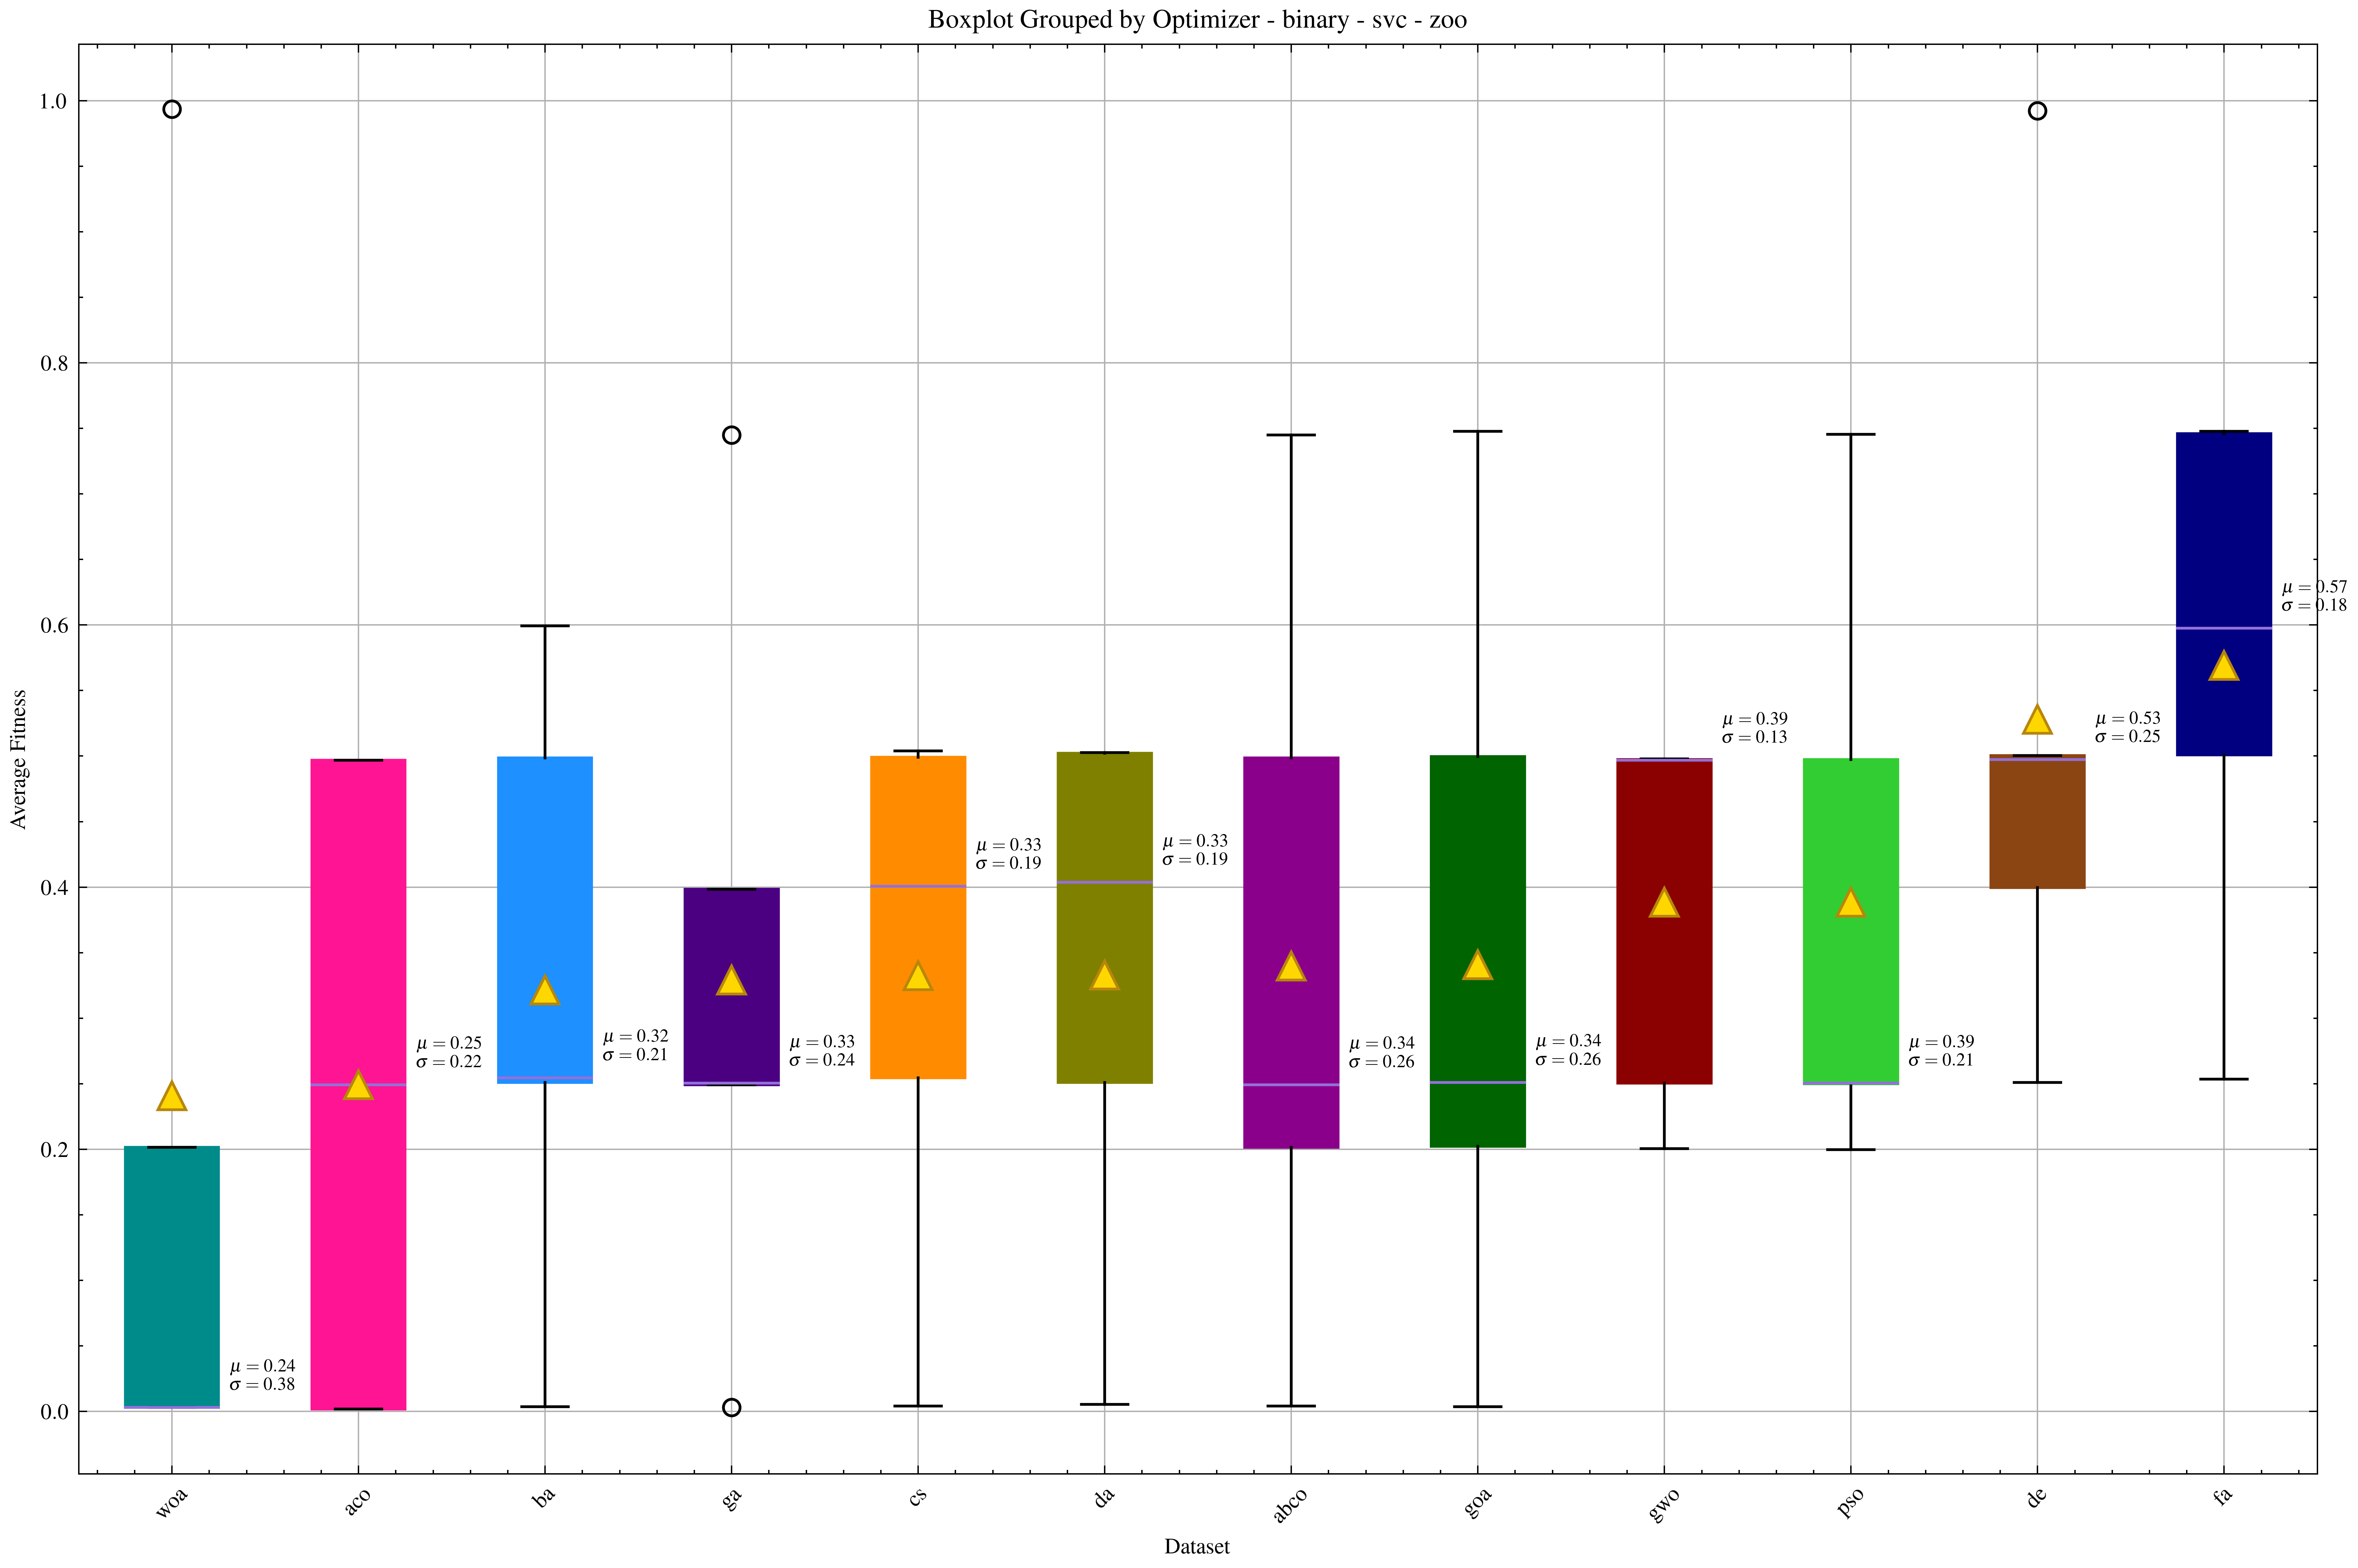 Boxplot Grouped by Optimizer - binary - svc - zoo
Average Fitness
1.0
0.8
0.6
0.4
0.2
0.0
μ = 0.24
σ = 0.38
μ = 0.25
σ = 0.22
μ = 0.32
σ = 0.21
μ = 0.33
σ = 0.24
μ = 0.33
σ = 0.19
μ = 0.33
σ = 0.19
μ = 0.34
σ = 0.26
μ = 0.34
σ = 0.26
μ = 0.39
σ = 0.13
μ = 0.39
σ = 0.21
μ = 0.53
σ = 0.25
μ = 0.57
σ = 0.18
woa
aco
ba
ga
cs
da
abco
goa
gwo
pso
de
fa
Dataset